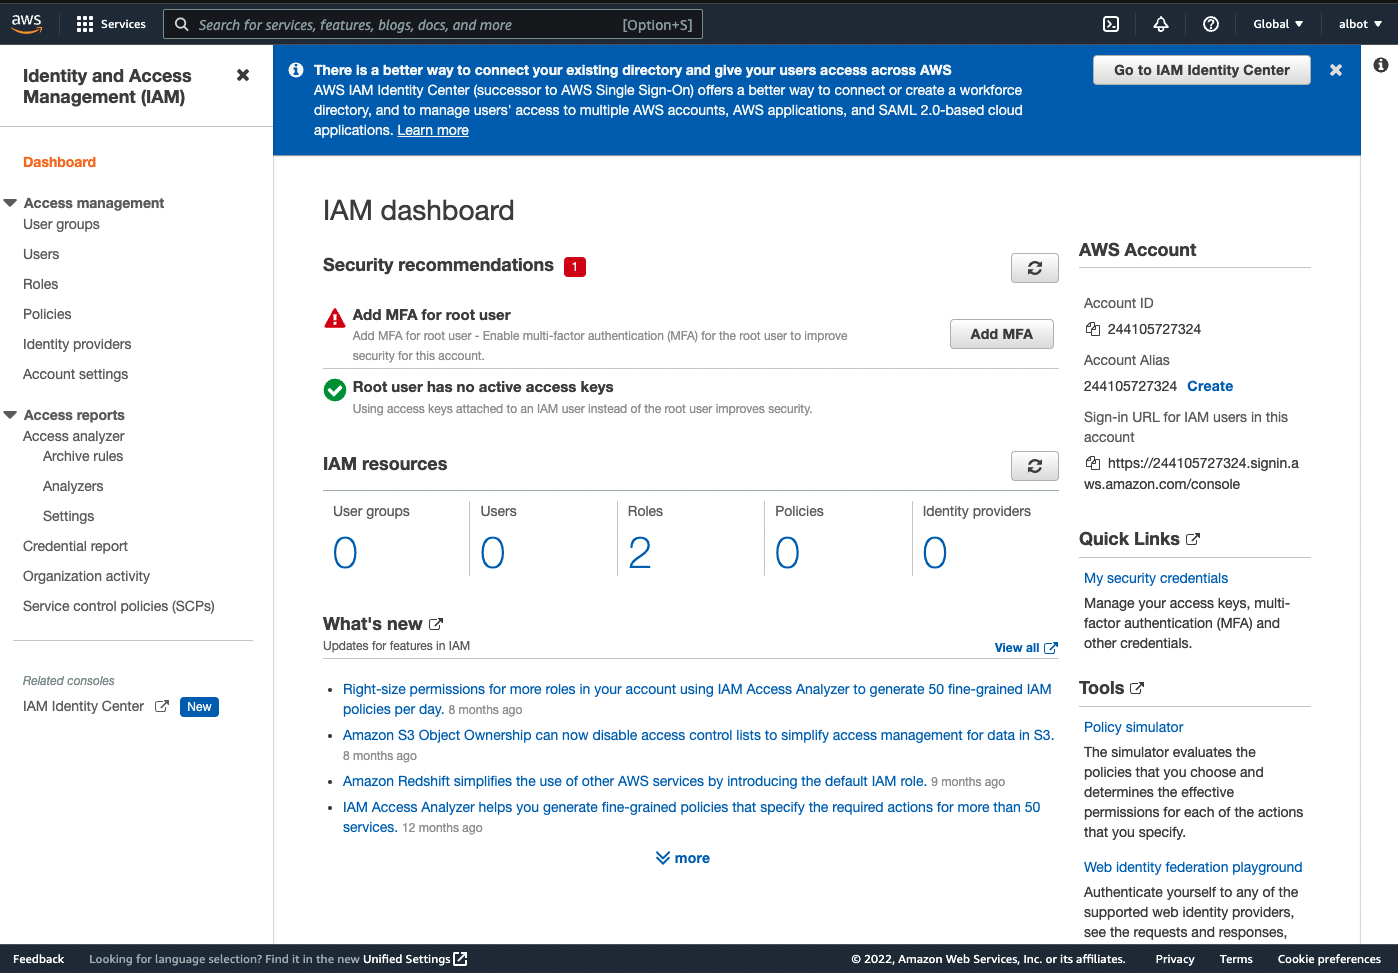 aws
Services
Search for services, features, blogs, docs, and more
[Option+S]
Global
albot
Identity and Access
Management (IAM)
Dashboard
Access management
User groups
Users
Roles
Policies
Identity providers
Account settings
Access reports
Access analyzer
Archive rules
Analyzers
Settings
Credential report
Organization activity
Service control policies (SCPs)
Related consoles
IAM Identity Center
New
There is a better way to connect your existing directory and give your users access across AWS
AWS IAM Identity Center (successor to AWS Single Sign-On) offers a better way to connect or create a workforce
directory, and to manage users' access to multiple AWS accounts, AWS applications, and SAML 2.0-based cloud
applications. Learn more
Go to IAM Identity Center
IAM dashboard
Security recommendations 1
Add MFA for root user
Add MFA for root user - Enable multi-factor authentication (MFA) for the root user to improve
security for this account.
Add MFA
Root user has no active access keys
Using access keys attached to an IAM user instead of the root user improves security.
IAM resources
User groups
0
Users
0
Roles
2
Policies
0
Identity providers
0
What's new
Updates for features in IAM
View all
Right-size permissions for more roles in your account using IAM Access Analyzer to generate 50 fine-grained IAM
policies per day. 8 months ago
Amazon S3 Object Ownership can now disable access control lists to simplify access management for data in S3.
8 months ago
Amazon Redshift simplifies the use of other AWS services by introducing the default IAM role. 9 months ago
IAM Access Analyzer helps you generate fine-grained policies that specify the required actions for more than 50
services. 12 months ago
more
AWS Account
Account ID
244105727324
Account Alias
244105727324 Create
Sign-in URL for IAM users in this
account
https://244105727324.signin.a
ws.amazon.com/console
Quick Links
My security credentials
Manage your access keys, multi-
factor authentication (MFA) and
other credentials.
Tools
Policy simulator
The simulator evaluates the
policies that you choose and
determines the effective
permissions for each of the actions
that you specify.
Web identity federation playground
Authenticate yourself to any of the
supported web identity providers,
see the requests and responses,
Feedback
Looking for language selection? Find it in the new Unified Settings
© 2022, Amazon Web Services, Inc. or its affiliates.
Privacy
Terms
Cookie preferences